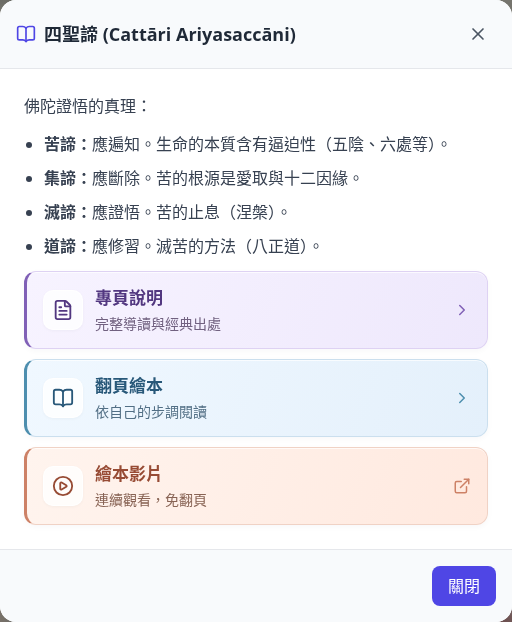 四聖諦 (Cattāri Ariyasaccāni)
佛陀證悟的真理：
苦諦：應遍知。生命的本質含有逼迫性（五陰、六處等）。
集諦：應斷除。苦的根源是愛取與十二因緣。
滅諦：應證悟。苦的止息（涅槃）。
道諦：應修習。滅苦的方法（八正道）。
專頁說明
完整導讀與經典出處
翻頁繪本
依自己的步調閱讀
繪本影片
連續觀看，免翻頁
關閉